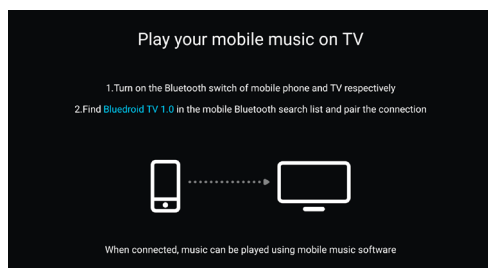 Play your mobile music on TV
1.Turn on the Bluetooth switch of mobile phone and TV respectively
2.Find Bluedroid TV 1.0 in the mobile Bluetooth search list and pair the connection
When connected, music can be played using mobile music software